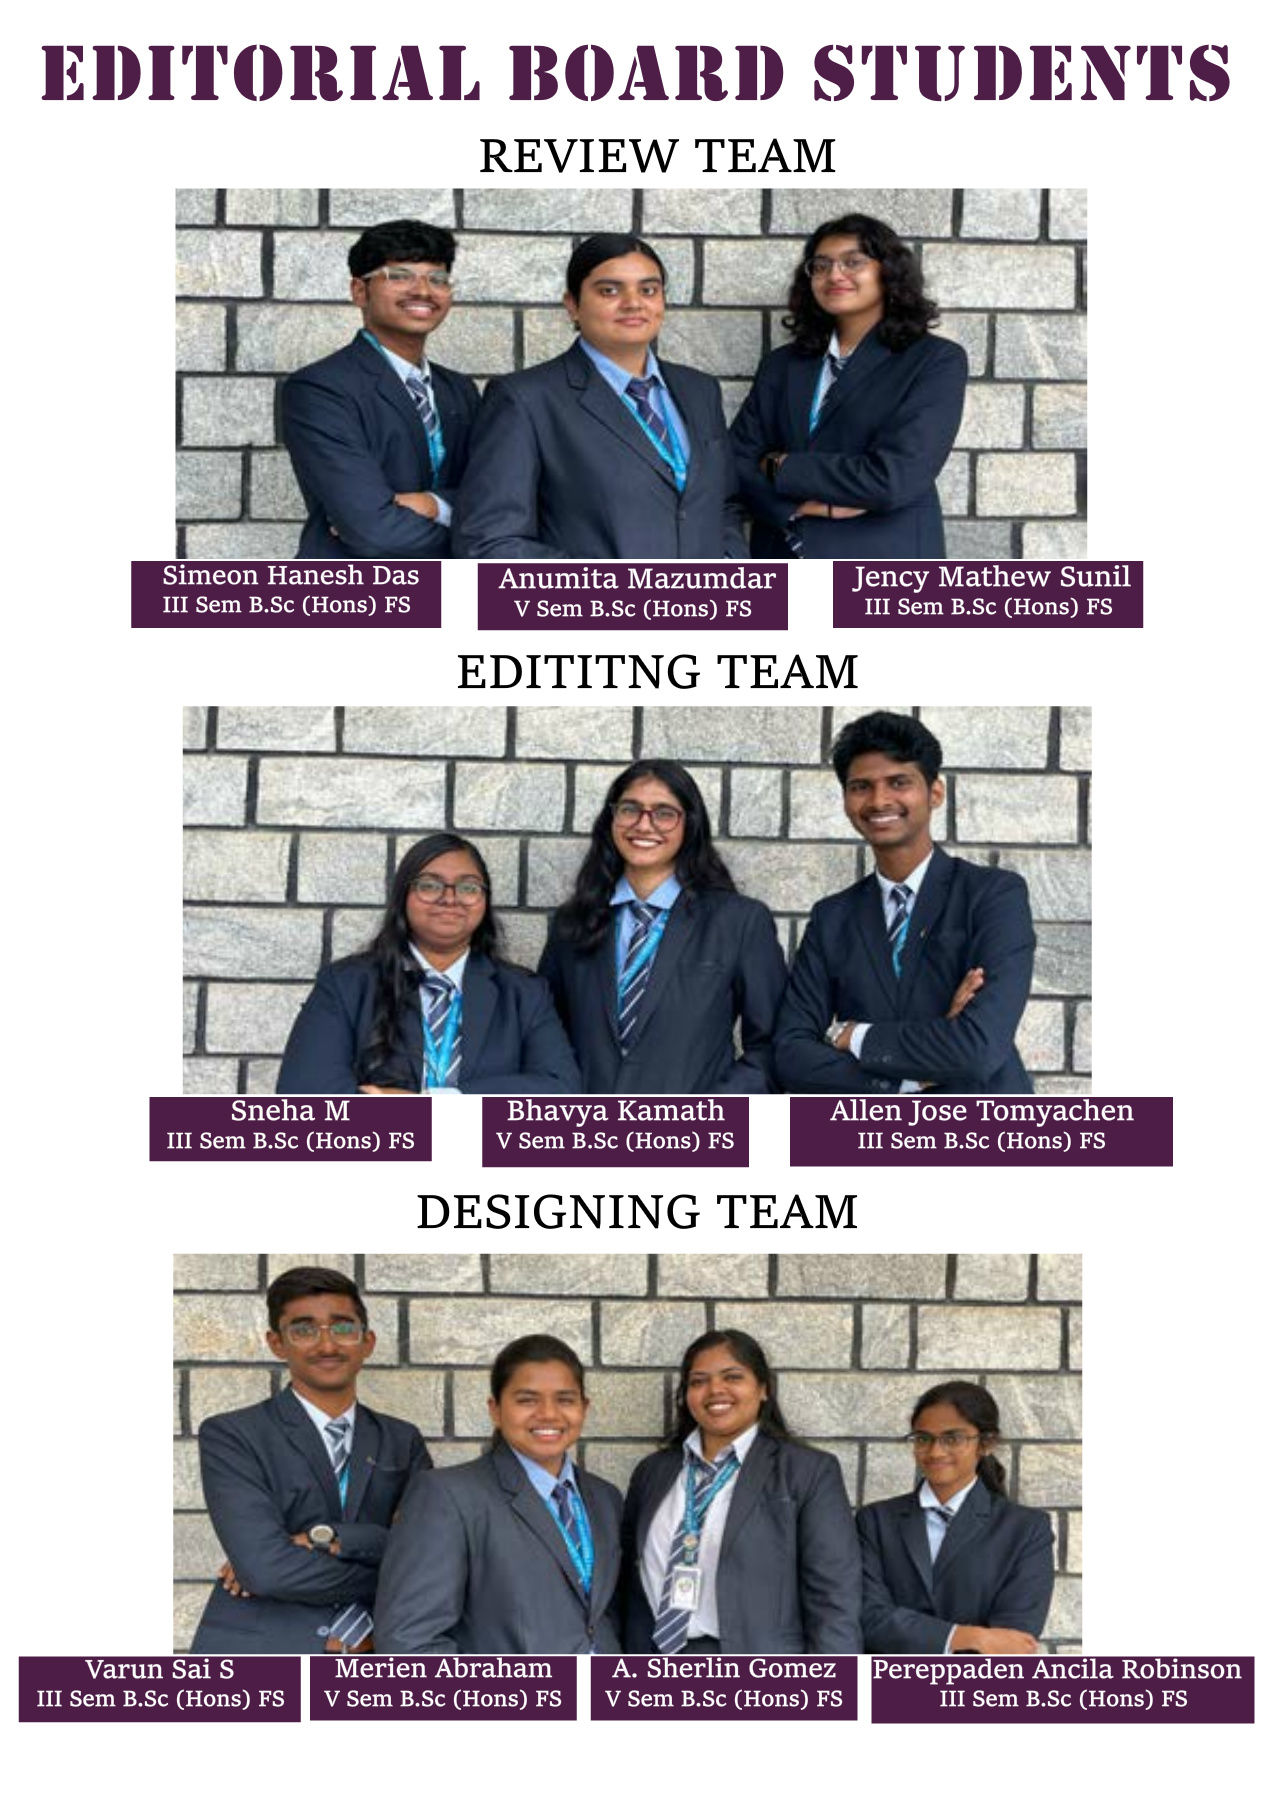 EDITORIAL BOARD STUDENTS
REVIEW TEAM
Simeon Hanesh Das
III Sem B.Sc (Hons) FS
Anumita Mazumdar
V Sem B.Sc (Hons) FS
Jency Mathew Sunil
III Sem B.Sc (Hons) FS
EDITITNG TEAM
Sneha M
III Sem B.Sc (Hons) FS
Bhavya Kamath
V Sem B.Sc (Hons) FS
Allen Jose Tomyachen
III Sem B.Sc (Hons) FS
DESIGNING TEAM
Varun Sai S
III Sem B.Sc (Hons) FS
Merien Abraham
V Sem B.Sc (Hons) FS
A. Sherlin Gomez
V Sem B.Sc (Hons) FS
Pereppaden Ancila Robinson
III Sem B.Sc (Hons) FS